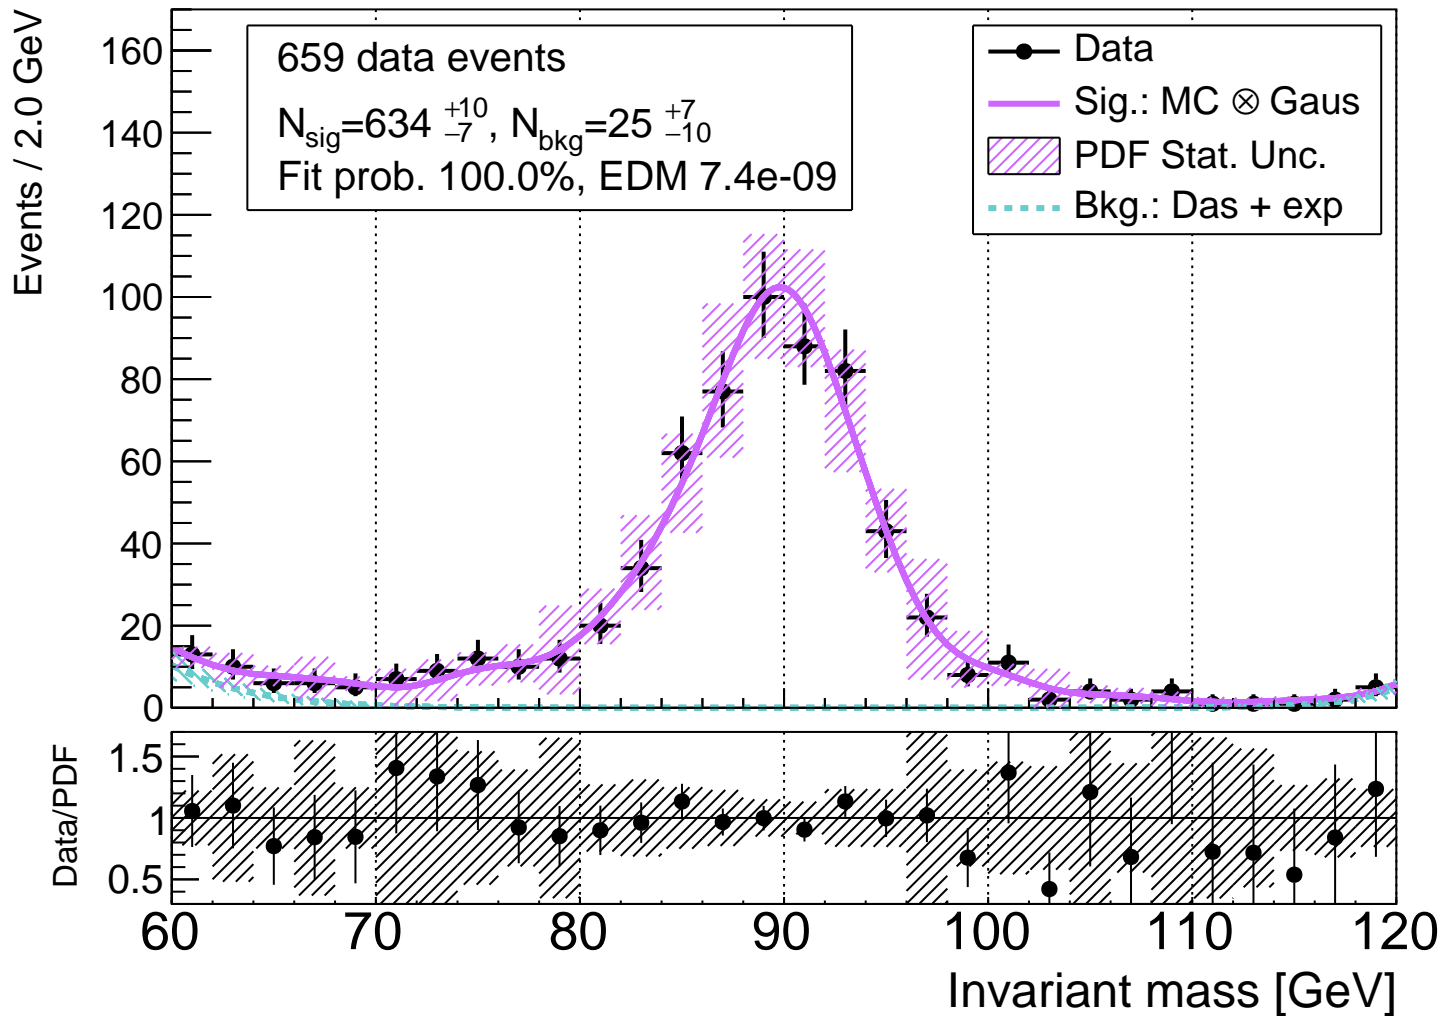 Events / 2.0 GeV
160
140
120
100
80
60
40
20
0
659 data events
N_sig=634 +10 −7, N_bkg=25 +7 −10
Fit prob. 100.0%, EDM 7.4e-09
Data
Sig.: MC ⊗ Gaus
PDF Stat. Unc.
Bkg.: Das + exp
Data/PDF
1.5
1
0.5
60 70 80 90 100 110 120
Invariant mass [GeV]